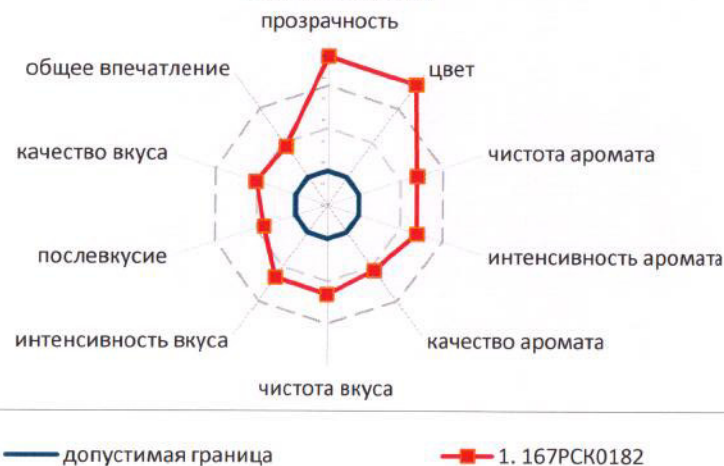 прозрачность
общее впечатление
цвет
качество вкуса
чистота аромата
послевкусие
интенсивность аромата
интенсивность вкуса
качество аромата
чистота вкуса
допустимая граница
1. 167РСК0182